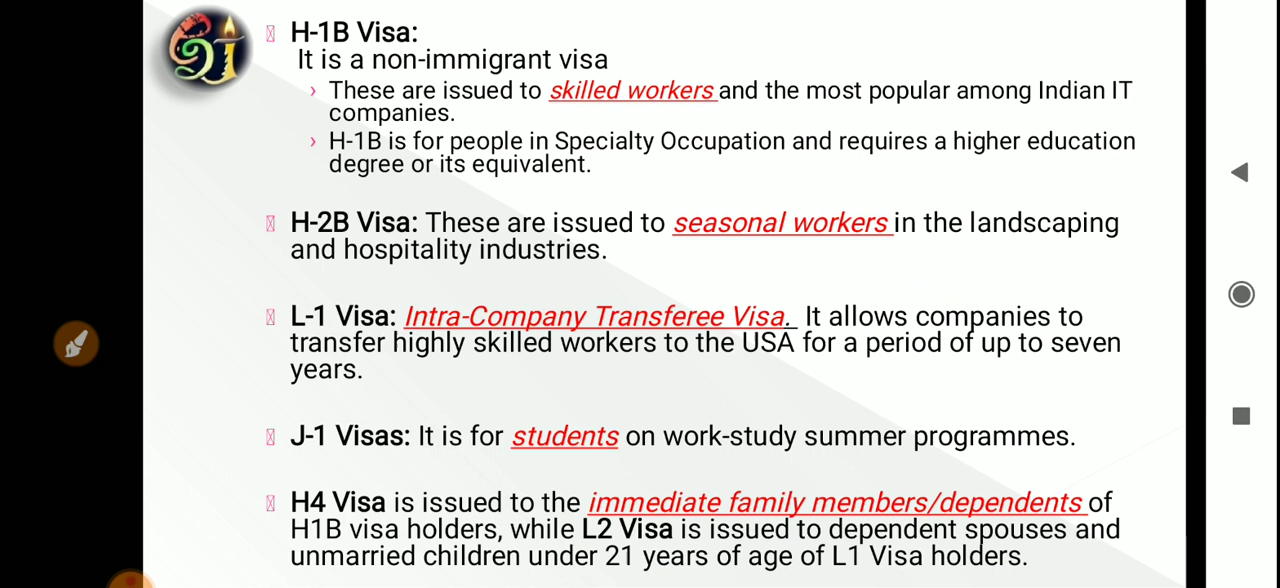 H-1B Visa:
It is a non-immigrant visa
› These are issued to skilled workers and the most popular among Indian IT
companies.
› H-1B is for people in Specialty Occupation and requires a higher education
degree or its equivalent.
H-2B Visa: These are issued to seasonal workers in the landscaping
and hospitality industries.
L-1 Visa: Intra-Company Transferee Visa. It allows companies to
transfer highly skilled workers to the USA for a period of up to seven
years.
J-1 Visas: It is for students on work-study summer programmes.
H4 Visa is issued to the immediate family members/dependents of
H1B visa holders, while L2 Visa is issued to dependent spouses and
unmarried children under 21 years of age of L1 Visa holders.